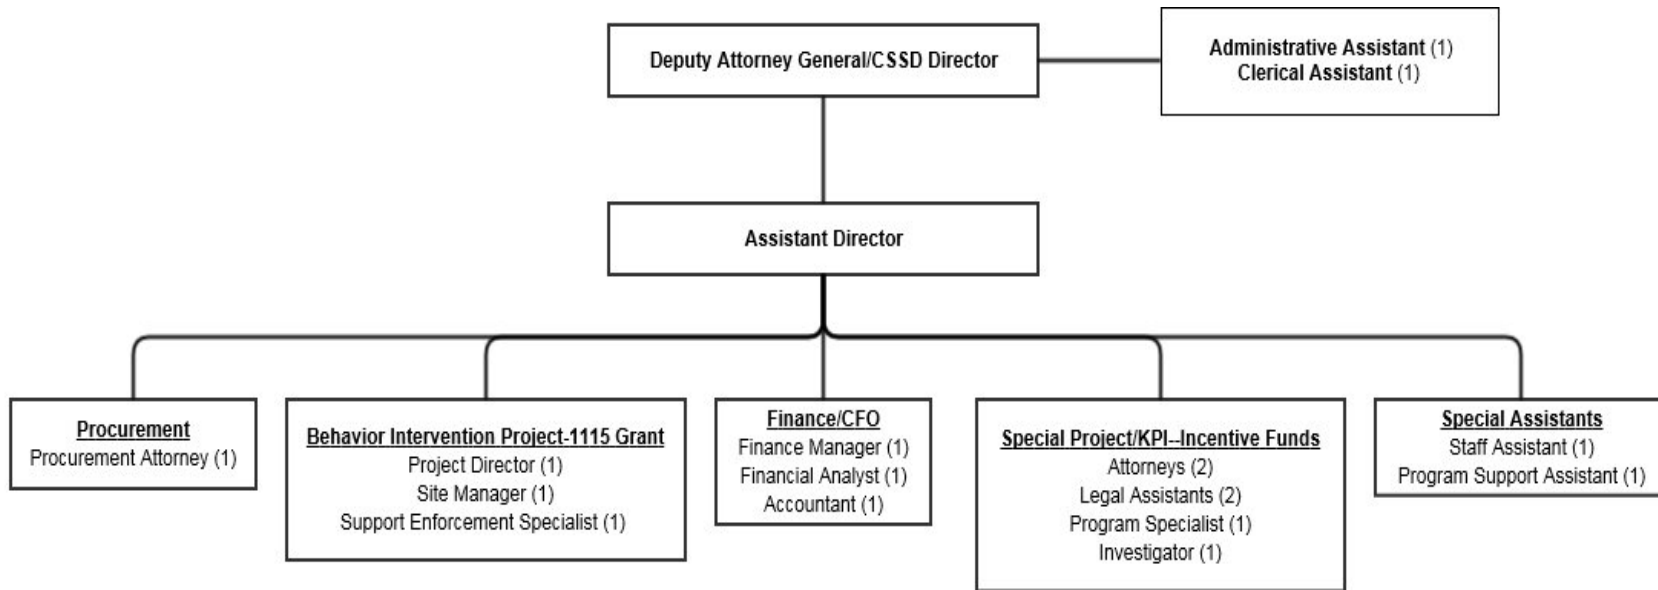 Deputy Attorney General/CSSD Director
Administrative Assistant (1)
Clerical Assistant (1)
Assistant Director
Procurement
Procurement Attorney (1)
Behavior Intervention Project-1115 Grant
Project Director (1)
Site Manager (1)
Support Enforcement Specialist (1)
Finance/CFO
Finance Manager (1)
Financial Analyst (1)
Accountant (1)
Special Project/KPI--Incentive Funds
Attorneys (2)
Legal Assistants (2)
Program Specialist (1)
Investigator (1)
Special Assistants
Staff Assistant (1)
Program Support Assistant (1)